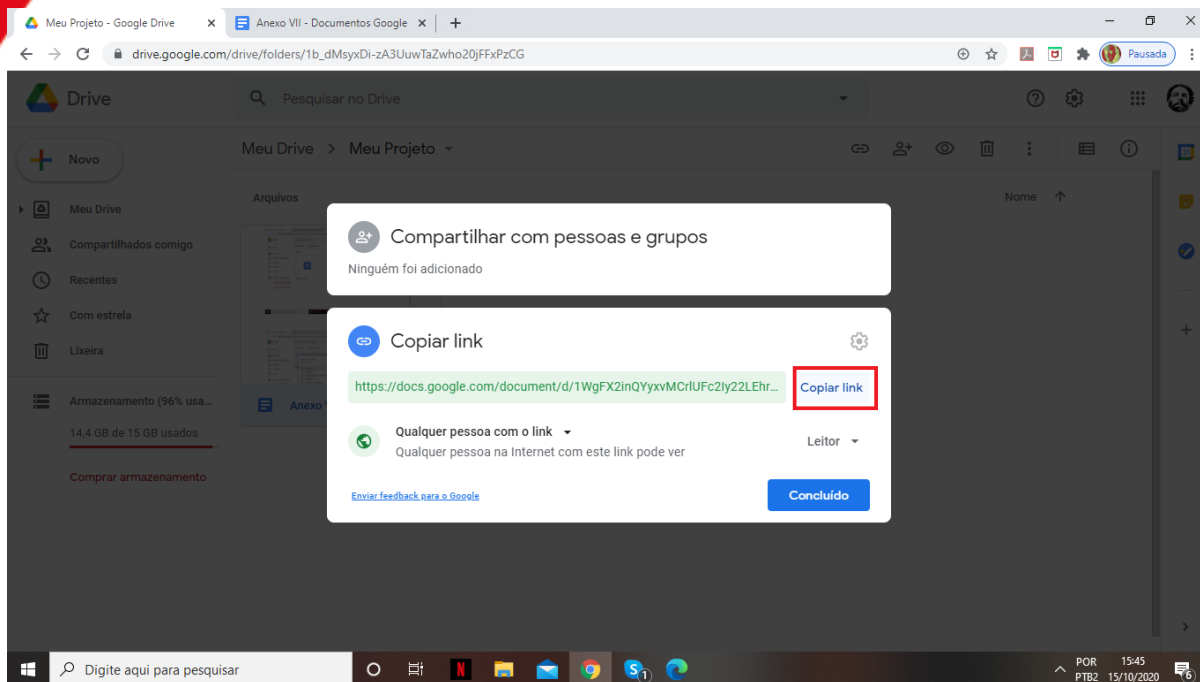 Meu Projeto - Google Drive
Anexo VII - Documentos Google
drive.google.com/drive/folders/1b_dMsyxDi-zA3UuwTaZwho20jFFxPzCG
Pausada
Drive
Pesquisar no Drive
Novo
Meu Drive > Meu Projeto
Meu Drive
Compartilhados comigo
Recentes
Com estrela
Lixeira
Armazenamento (96% usa...
14,4 GB de 15 GB usados
Comprar armazenamento
Arquivos
Nome
Anexo
Compartilhar com pessoas e grupos
Ninguém foi adicionado
Copiar link
https://docs.google.com/document/d/1WgFX2inQYyxvMCrlUFc2Iy22LEhr...
Copiar link
Qualquer pessoa com o link
Qualquer pessoa na Internet com este link pode ver
Leitor
Enviar feedback para o Google
Concluído
Digite aqui para pesquisar
POR
PTB2
15:45
15/10/2020
6